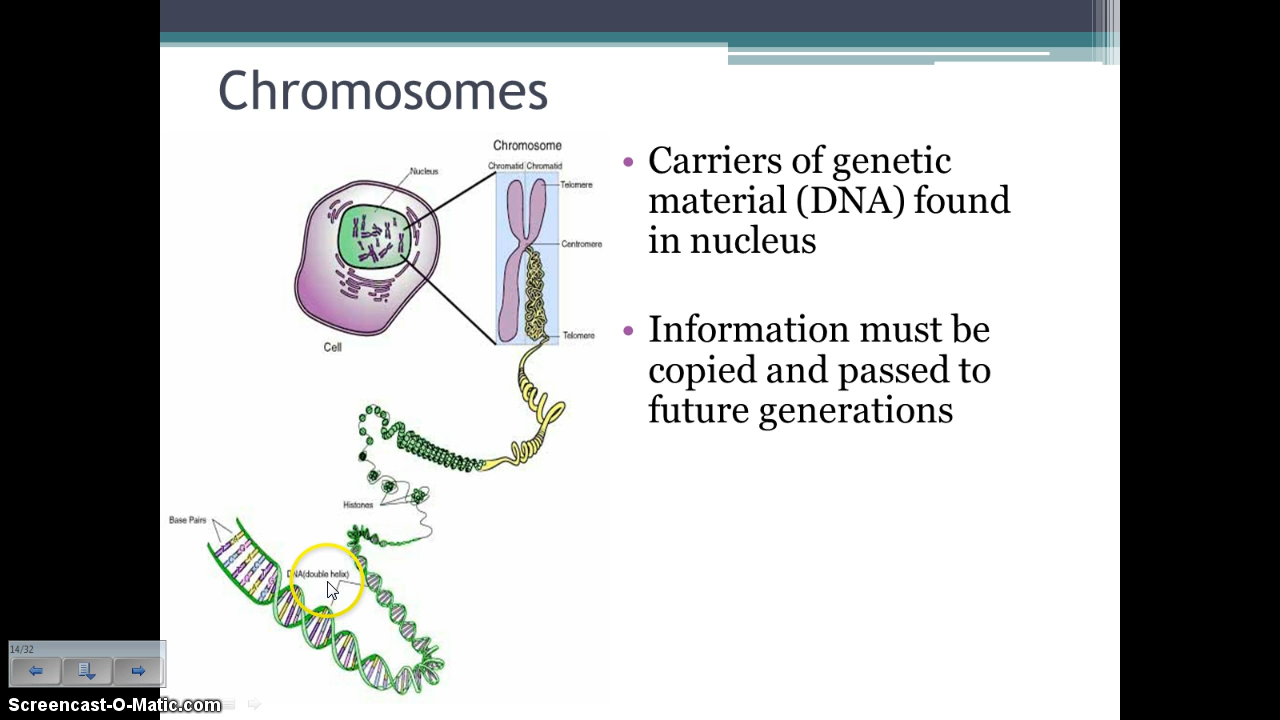 Chromosomes
Chromosome
Chromatid Chromatid
Nucleus
Telomere
Centromere
Telomere
Cell
Histones
Base Pairs
DNA(double helix)
• Carriers of genetic
material (DNA) found
in nucleus
• Information must be
copied and passed to
future generations
14/32
Screencast-O-Matic.com